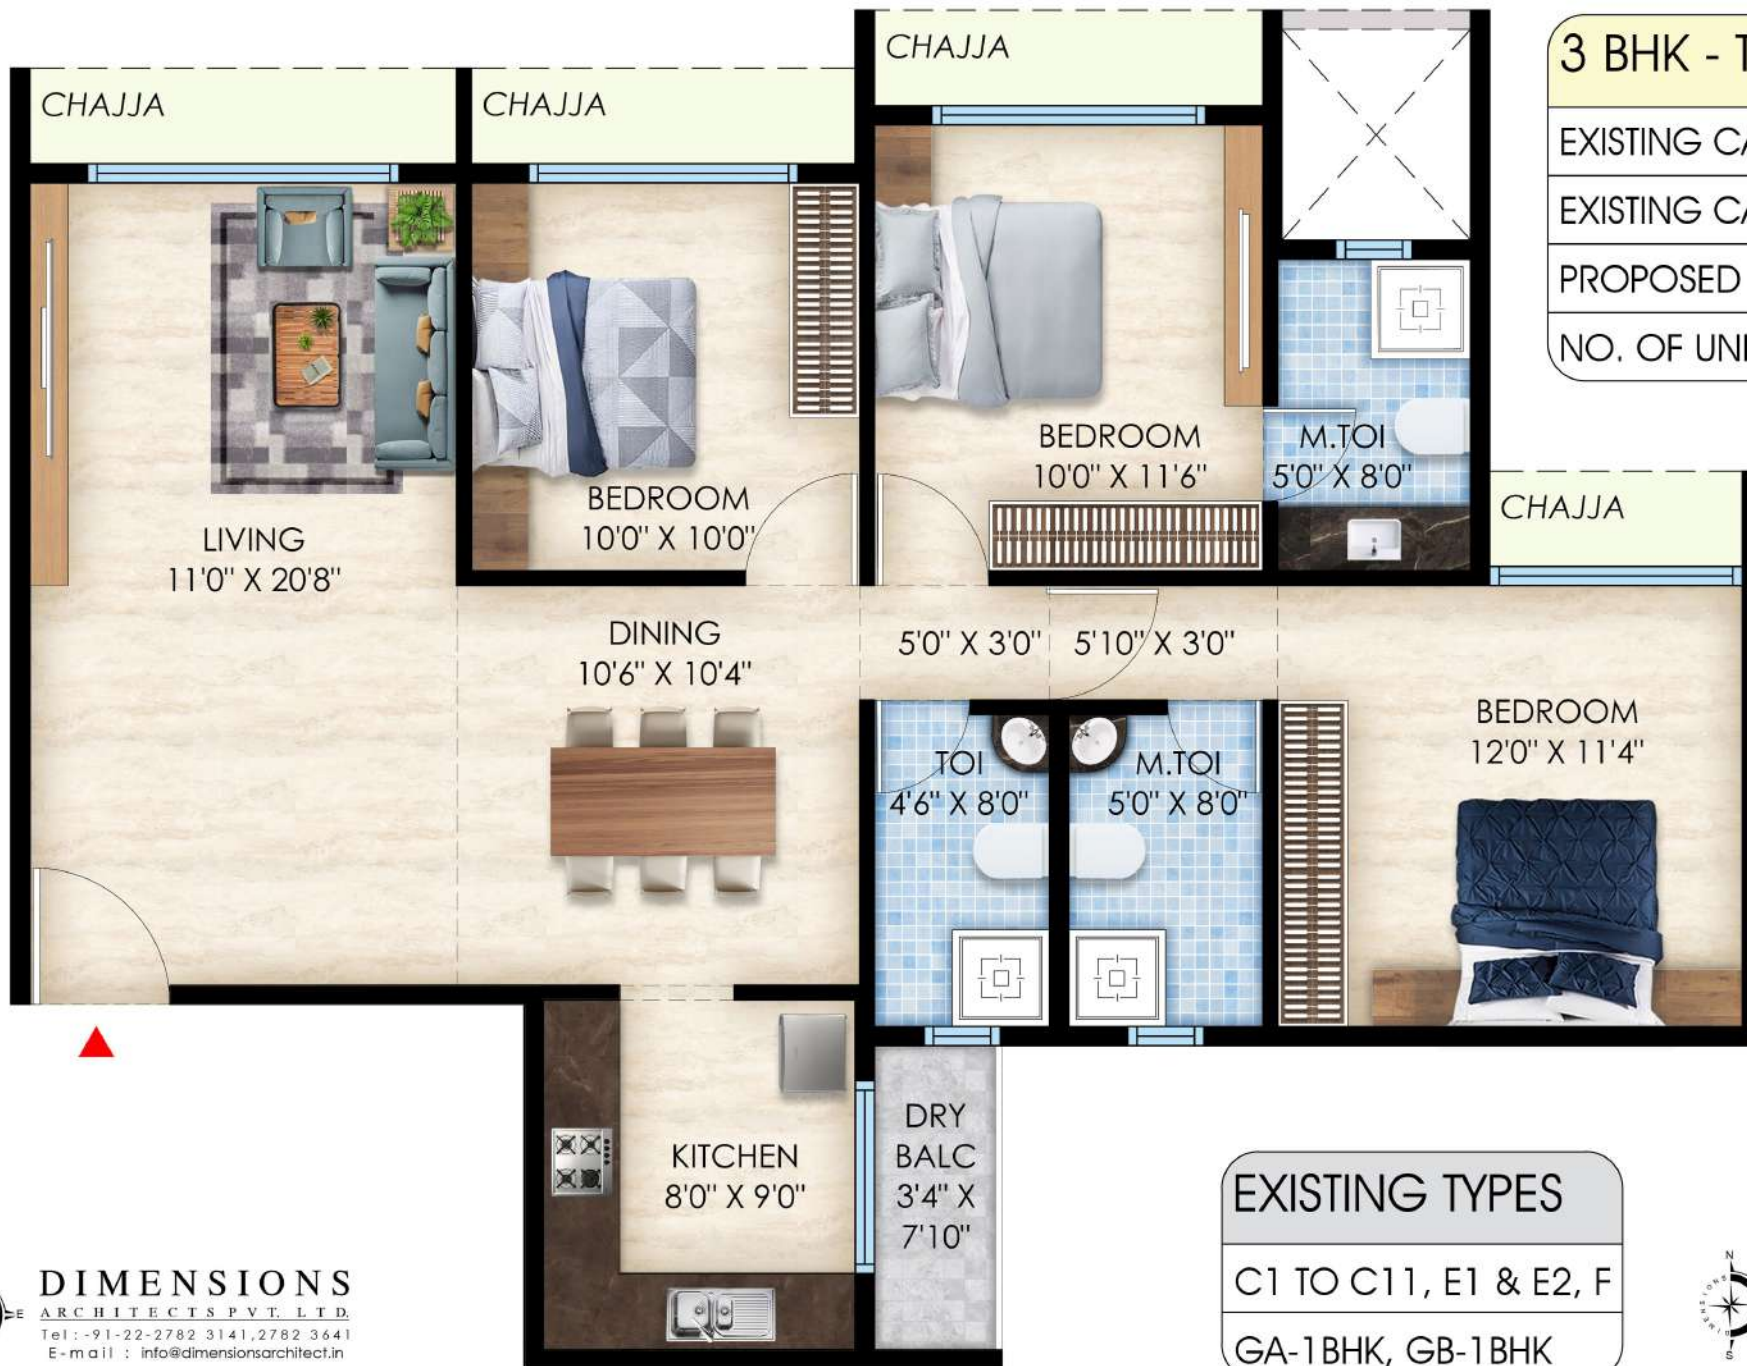 CHAJJA
CHAJJA
CHAJJA
3 BHK - T
EXISTING CA
EXISTING CA
PROPOSED
NO. OF UNI
BEDROOM
10'0" X 11'6"
M.TOI
5'0" X 8'0"
BEDROOM
10'0" X 10'0"
CHAJJA
LIVING
11'0" X 20'8"
DINING
10'6" X 10'4"
5'0" X 3'0"
5'10" X 3'0"
BEDROOM
12'0" X 11'4"
TOI
4'6" X 8'0"
M.TOI
5'0" X 8'0"
KITCHEN
8'0" X 9'0"
DRY
BALC
3'4" X
7'10"
EXISTING TYPES
C1 TO C11, E1 & E2, F
GA-1BHK, GB-1BHK
E
DIMENSIONS
ARCHITECTS PVT. LTD.
Tel : -91-22-2782 3141,2782 3641
E-mail : info@dimensionsarchitect.in
N
DIMENSIONS
S